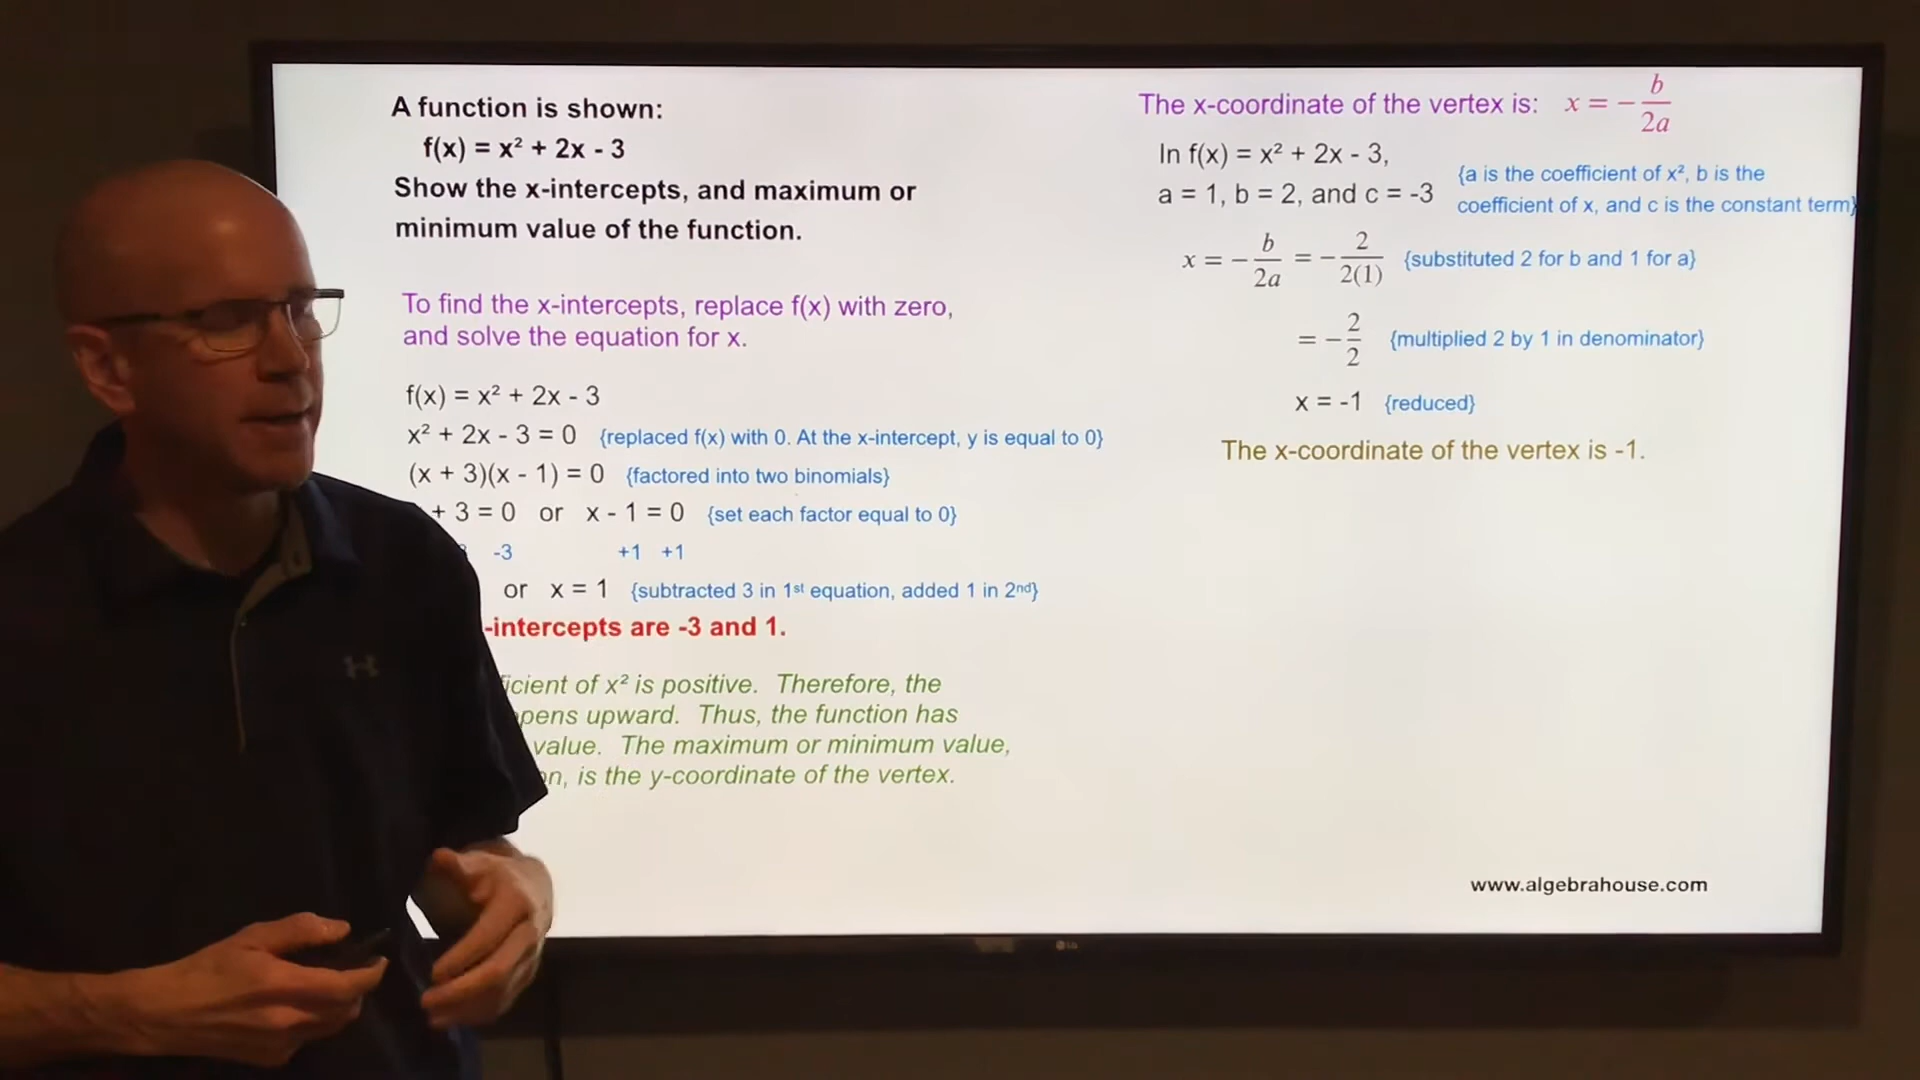 A function is shown:
f(x) = x² + 2x - 3
Show the x-intercepts, and maximum or
minimum value of the function.
To find the x-intercepts, replace f(x) with zero,
and solve the equation for x.
f(x) = x² + 2x - 3
x² + 2x - 3 = 0 {replaced f(x) with 0. At the x-intercept, y is equal to 0}
(x + 3)(x - 1) = 0 {factored into two binomials}
+ 3 = 0 or x - 1 = 0 {set each factor equal to 0}
-3 +1 +1
or x = 1 {subtracted 3 in 1st equation, added 1 in 2nd}
-intercepts are -3 and 1.
of x² is positive. Therefore, the
upward. Thus, the function has
value. The maximum or minimum value,
is the y-coordinate of the vertex.
The x-coordinate of the vertex is: x = - b/2a
In f(x) = x² + 2x - 3,
a = 1, b = 2, and c = -3
{a is the coefficient of x², b is the
coefficient of x, and c is the constant term}
x = - b/2a = - 2/2(1) {substituted 2 for b and 1 for a}
= - 2/2 {multiplied 2 by 1 in denominator}
x = -1 {reduced}
The x-coordinate of the vertex is -1.
www.algebrahouse.com
LG